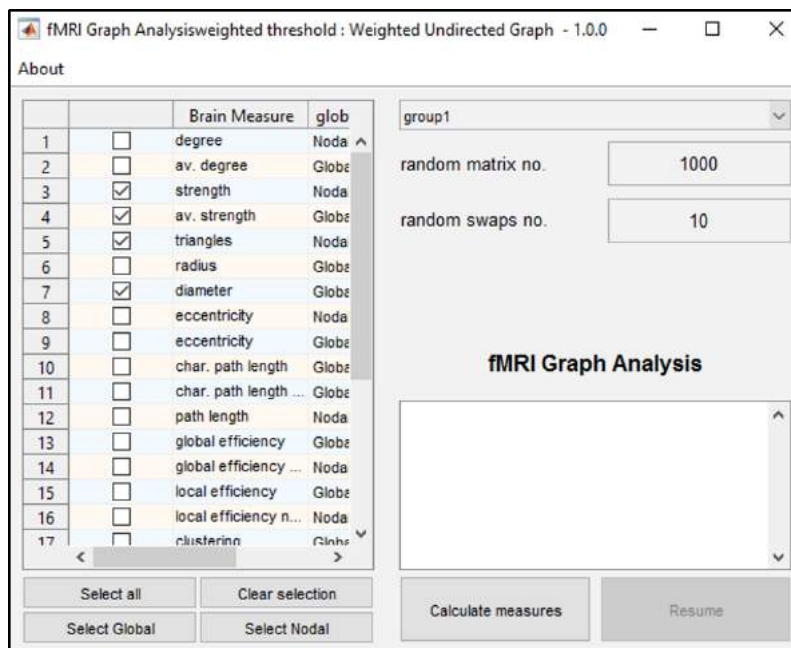 fMRI Graph Analysisweighted threshold : Weighted Undirected Graph - 1.0.0
About
Brain Measure glob
1 degree Noda
2 av. degree Globa
3 strength Noda
4 av. strength Globa
5 triangles Noda
6 radius Globa
7 diameter Globa
8 eccentricity Noda
9 eccentricity Globa
10 char. path length Globa
11 char. path length ... Globa
12 path length Noda
13 global efficiency Globa
14 global efficiency ... Noda
15 local efficiency Globa
16 local efficiency n... Noda
17 clustering Globa
Select all Clear selection
Select Global Select Nodal
group1
random matrix no. 1000
random swaps no. 10
fMRI Graph Analysis
Calculate measures Resume